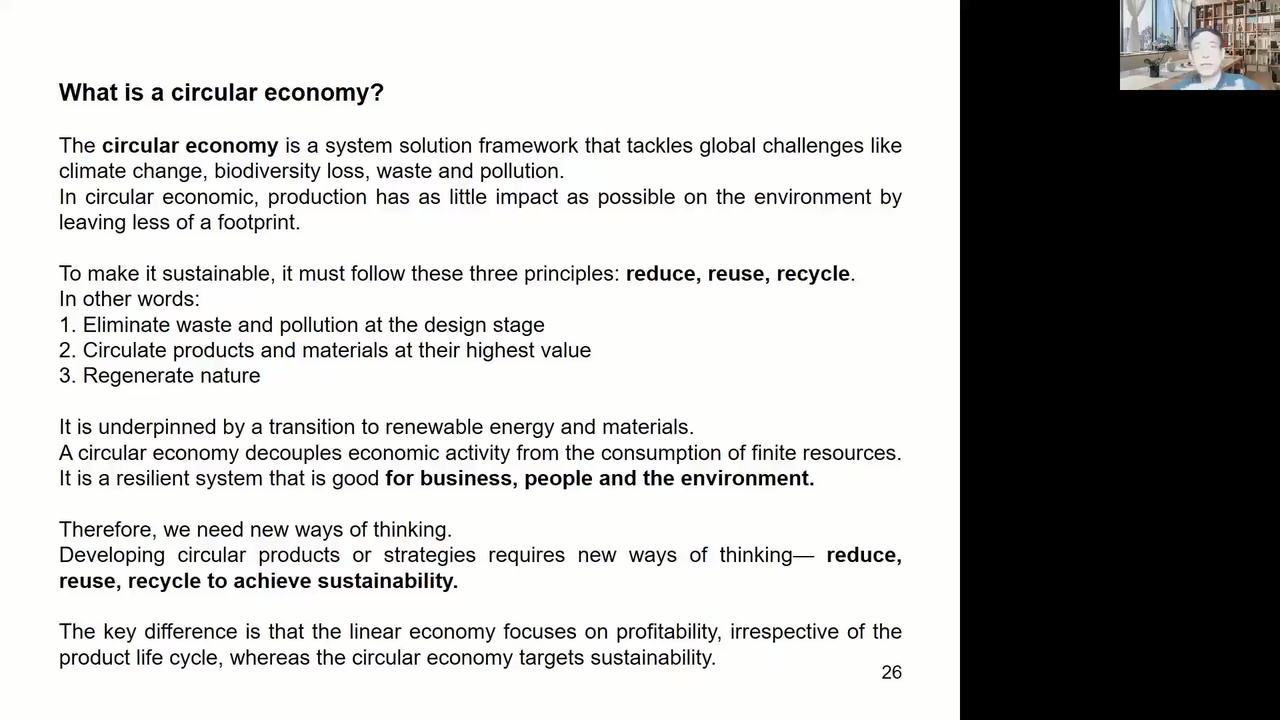 What is a circular economy?
The circular economy is a system solution framework that tackles global challenges like
climate change, biodiversity loss, waste and pollution.
In circular economic, production has as little impact as possible on the environment by
leaving less of a footprint.
To make it sustainable, it must follow these three principles: reduce, reuse, recycle.
In other words:
1. Eliminate waste and pollution at the design stage
2. Circulate products and materials at their highest value
3. Regenerate nature
It is underpinned by a transition to renewable energy and materials.
A circular economy decouples economic activity from the consumption of finite resources.
It is a resilient system that is good for business, people and the environment.
Therefore, we need new ways of thinking.
Developing circular products or strategies requires new ways of thinking— reduce,
reuse, recycle to achieve sustainability.
The key difference is that the linear economy focuses on profitability, irrespective of the
product life cycle, whereas the circular economy targets sustainability.
26